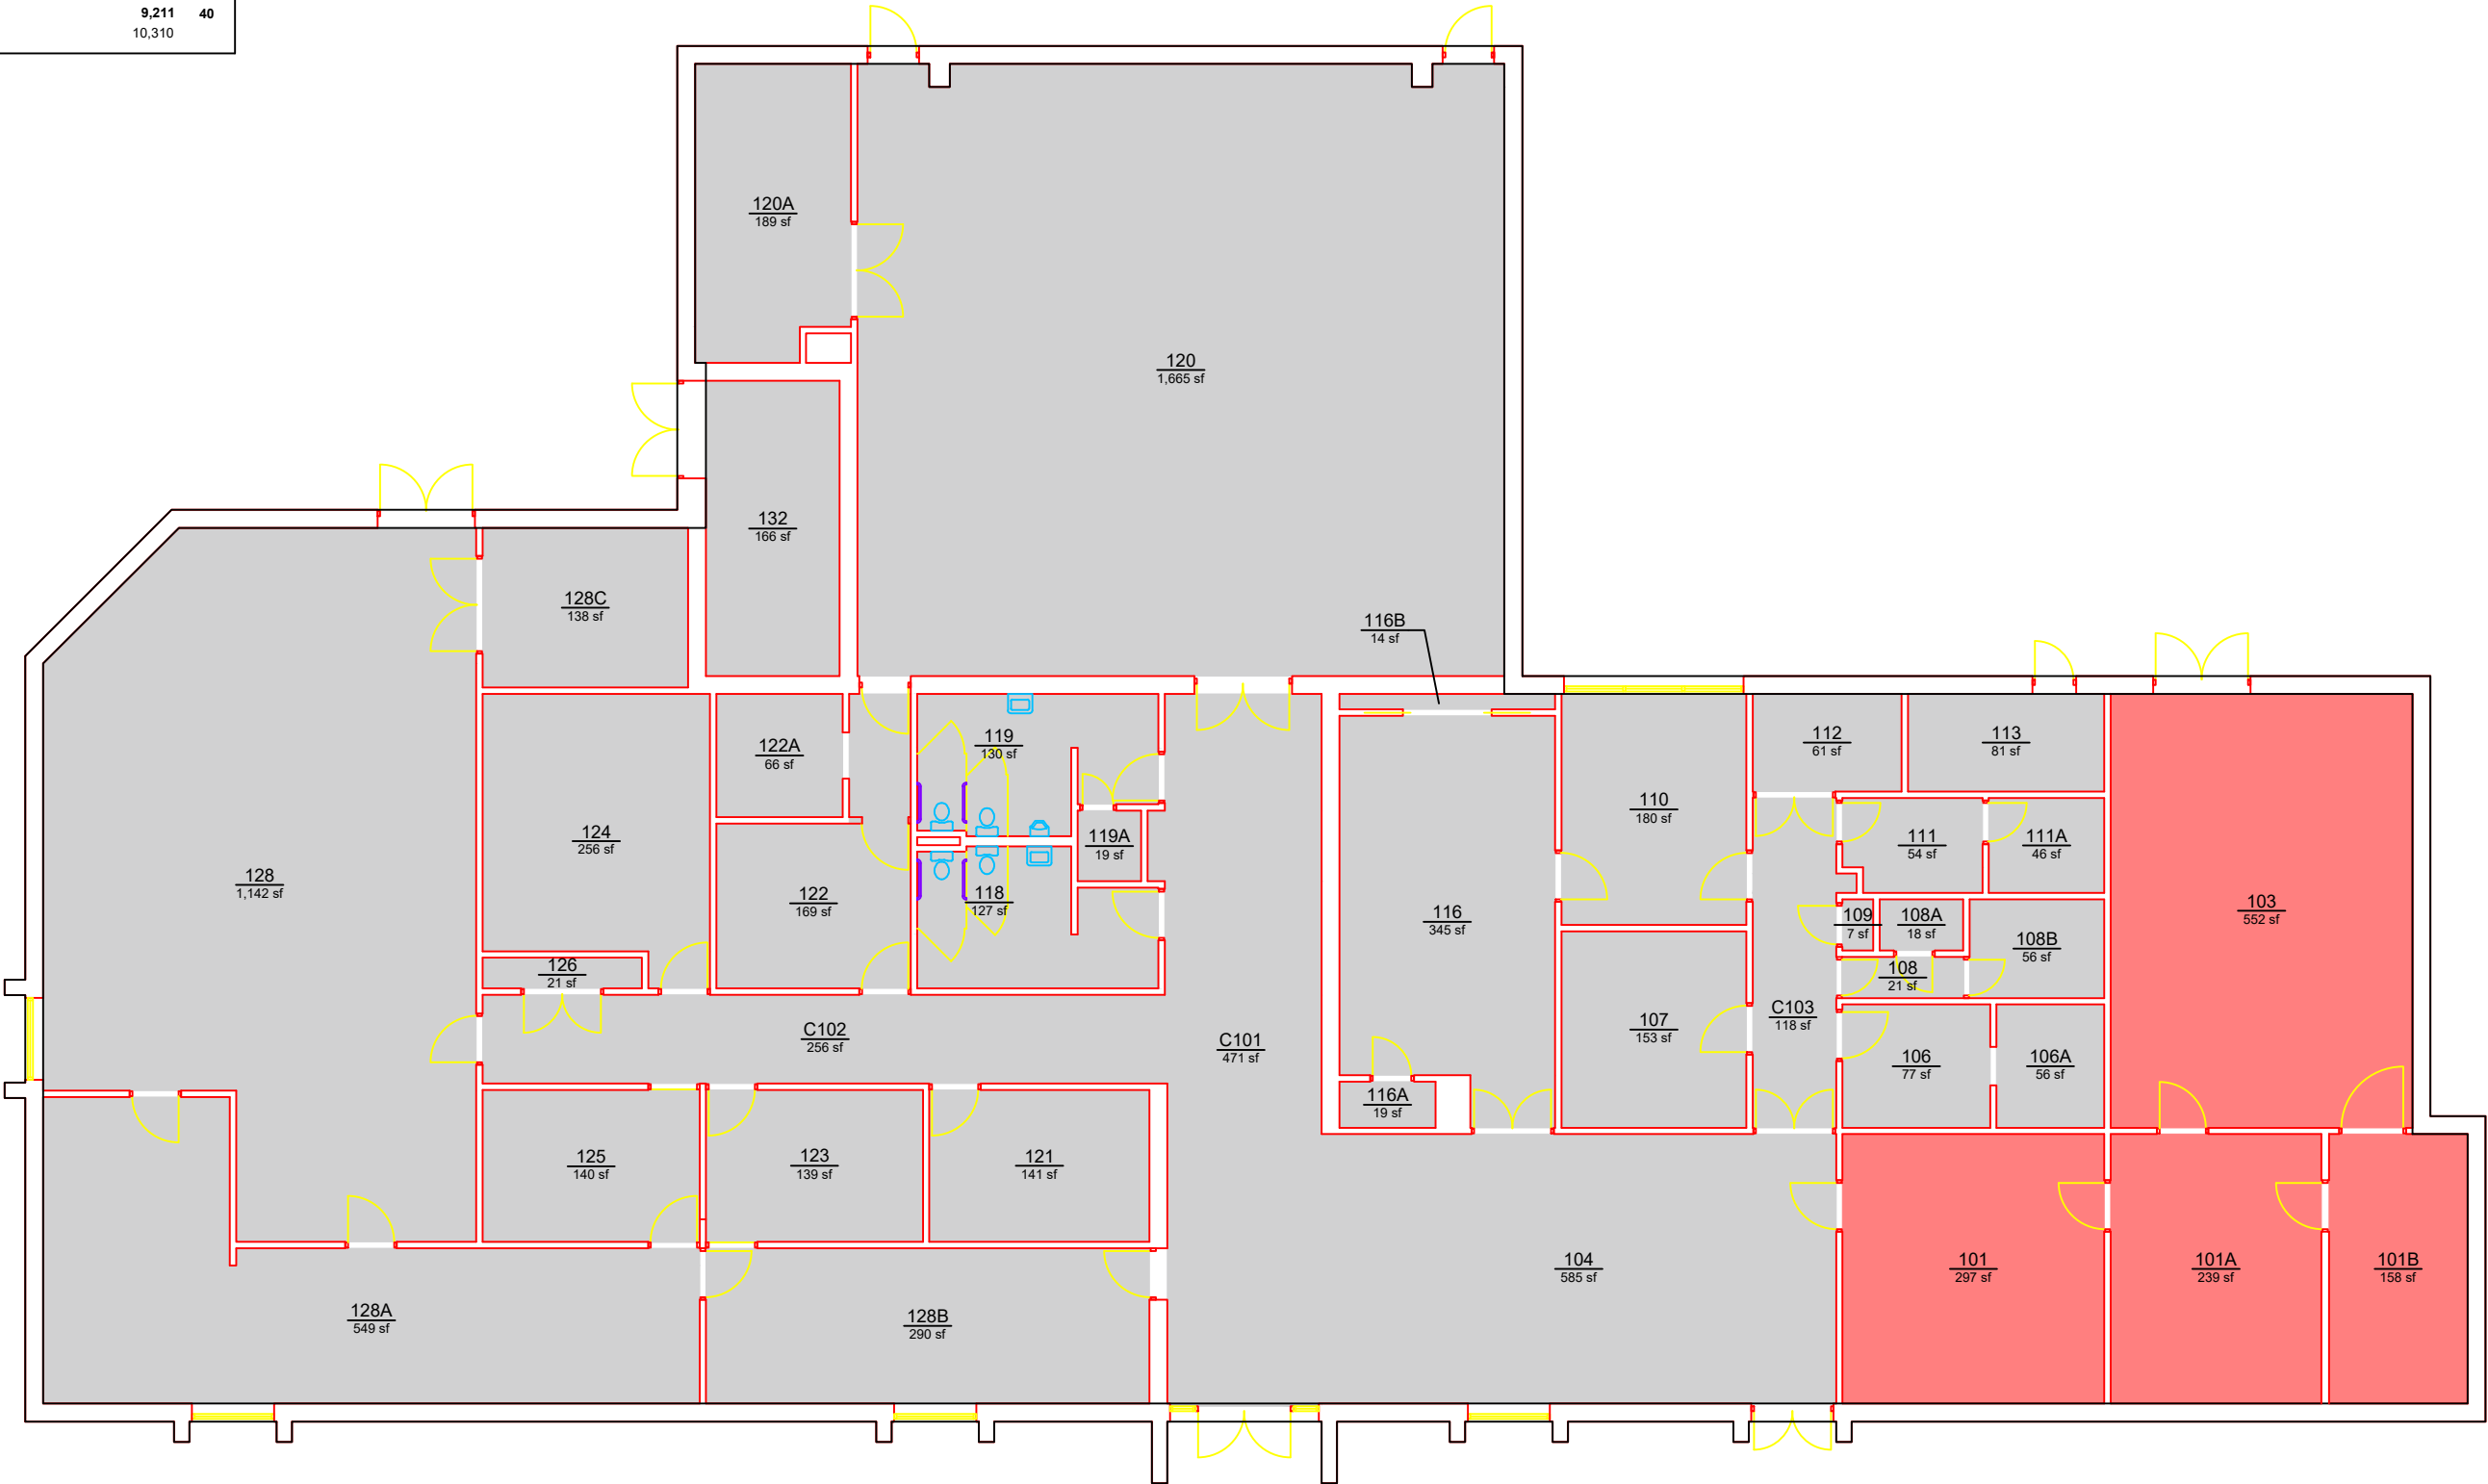 9,211 40
10,310
120A
189 sf
120
1,665 sf
132
166 sf
128C
138 sf
116B
14 sf
119
130 sf
122A
66 sf
112
61 sf
113
81 sf
110
180 sf
124
256 sf
119A
19 sf
111
54 sf
111A
46 sf
128
1,142 sf
122
169 sf
118
127 sf
116
345 sf
109
7 sf
108A
18 sf
103
552 sf
108B
56 sf
126
21 sf
108
21 sf
C102
256 sf
C101
471 sf
107
153 sf
C103
118 sf
106
77 sf
106A
56 sf
116A
19 sf
125
140 sf
123
139 sf
121
141 sf
104
585 sf
101
297 sf
101A
239 sf
101B
158 sf
128A
549 sf
128B
290 sf